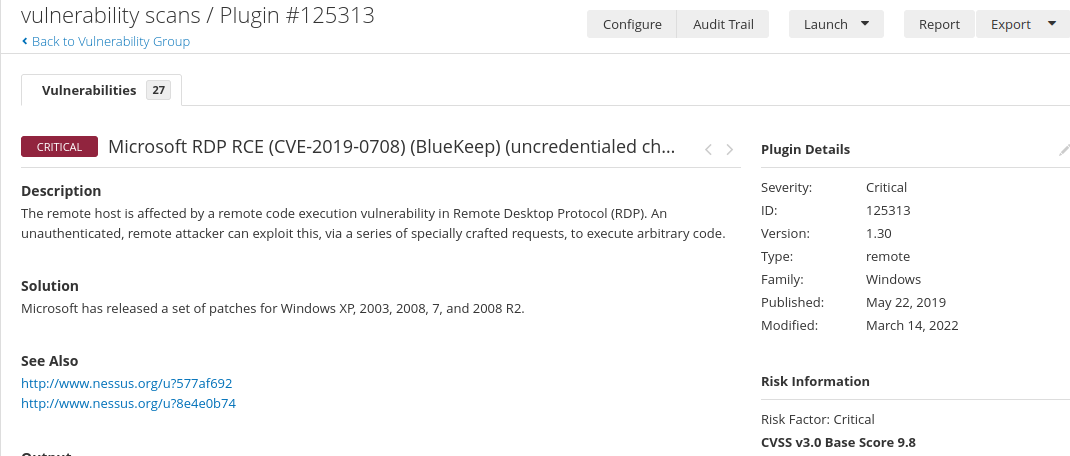 vulnerability scans / Plugin #125313
Back to Vulnerability Group
Configure
Audit Trail
Launch
Report
Export
Vulnerabilities 27
CRITICAL
Microsoft RDP RCE (CVE-2019-0708) (BlueKeep) (uncredentialed ch...
Description
The remote host is affected by a remote code execution vulnerability in Remote Desktop Protocol (RDP). An
unauthenticated, remote attacker can exploit this, via a series of specially crafted requests, to execute arbitrary code.
Solution
Microsoft has released a set of patches for Windows XP, 2003, 2008, 7, and 2008 R2.
See Also
http://www.nessus.org/u?577af692
http://www.nessus.org/u?8e4e0b74
Output
Plugin Details
Severity: Critical
ID: 125313
Version: 1.30
Type: remote
Family: Windows
Published: May 22, 2019
Modified: March 14, 2022
Risk Information
Risk Factor: Critical
CVSS v3.0 Base Score 9.8